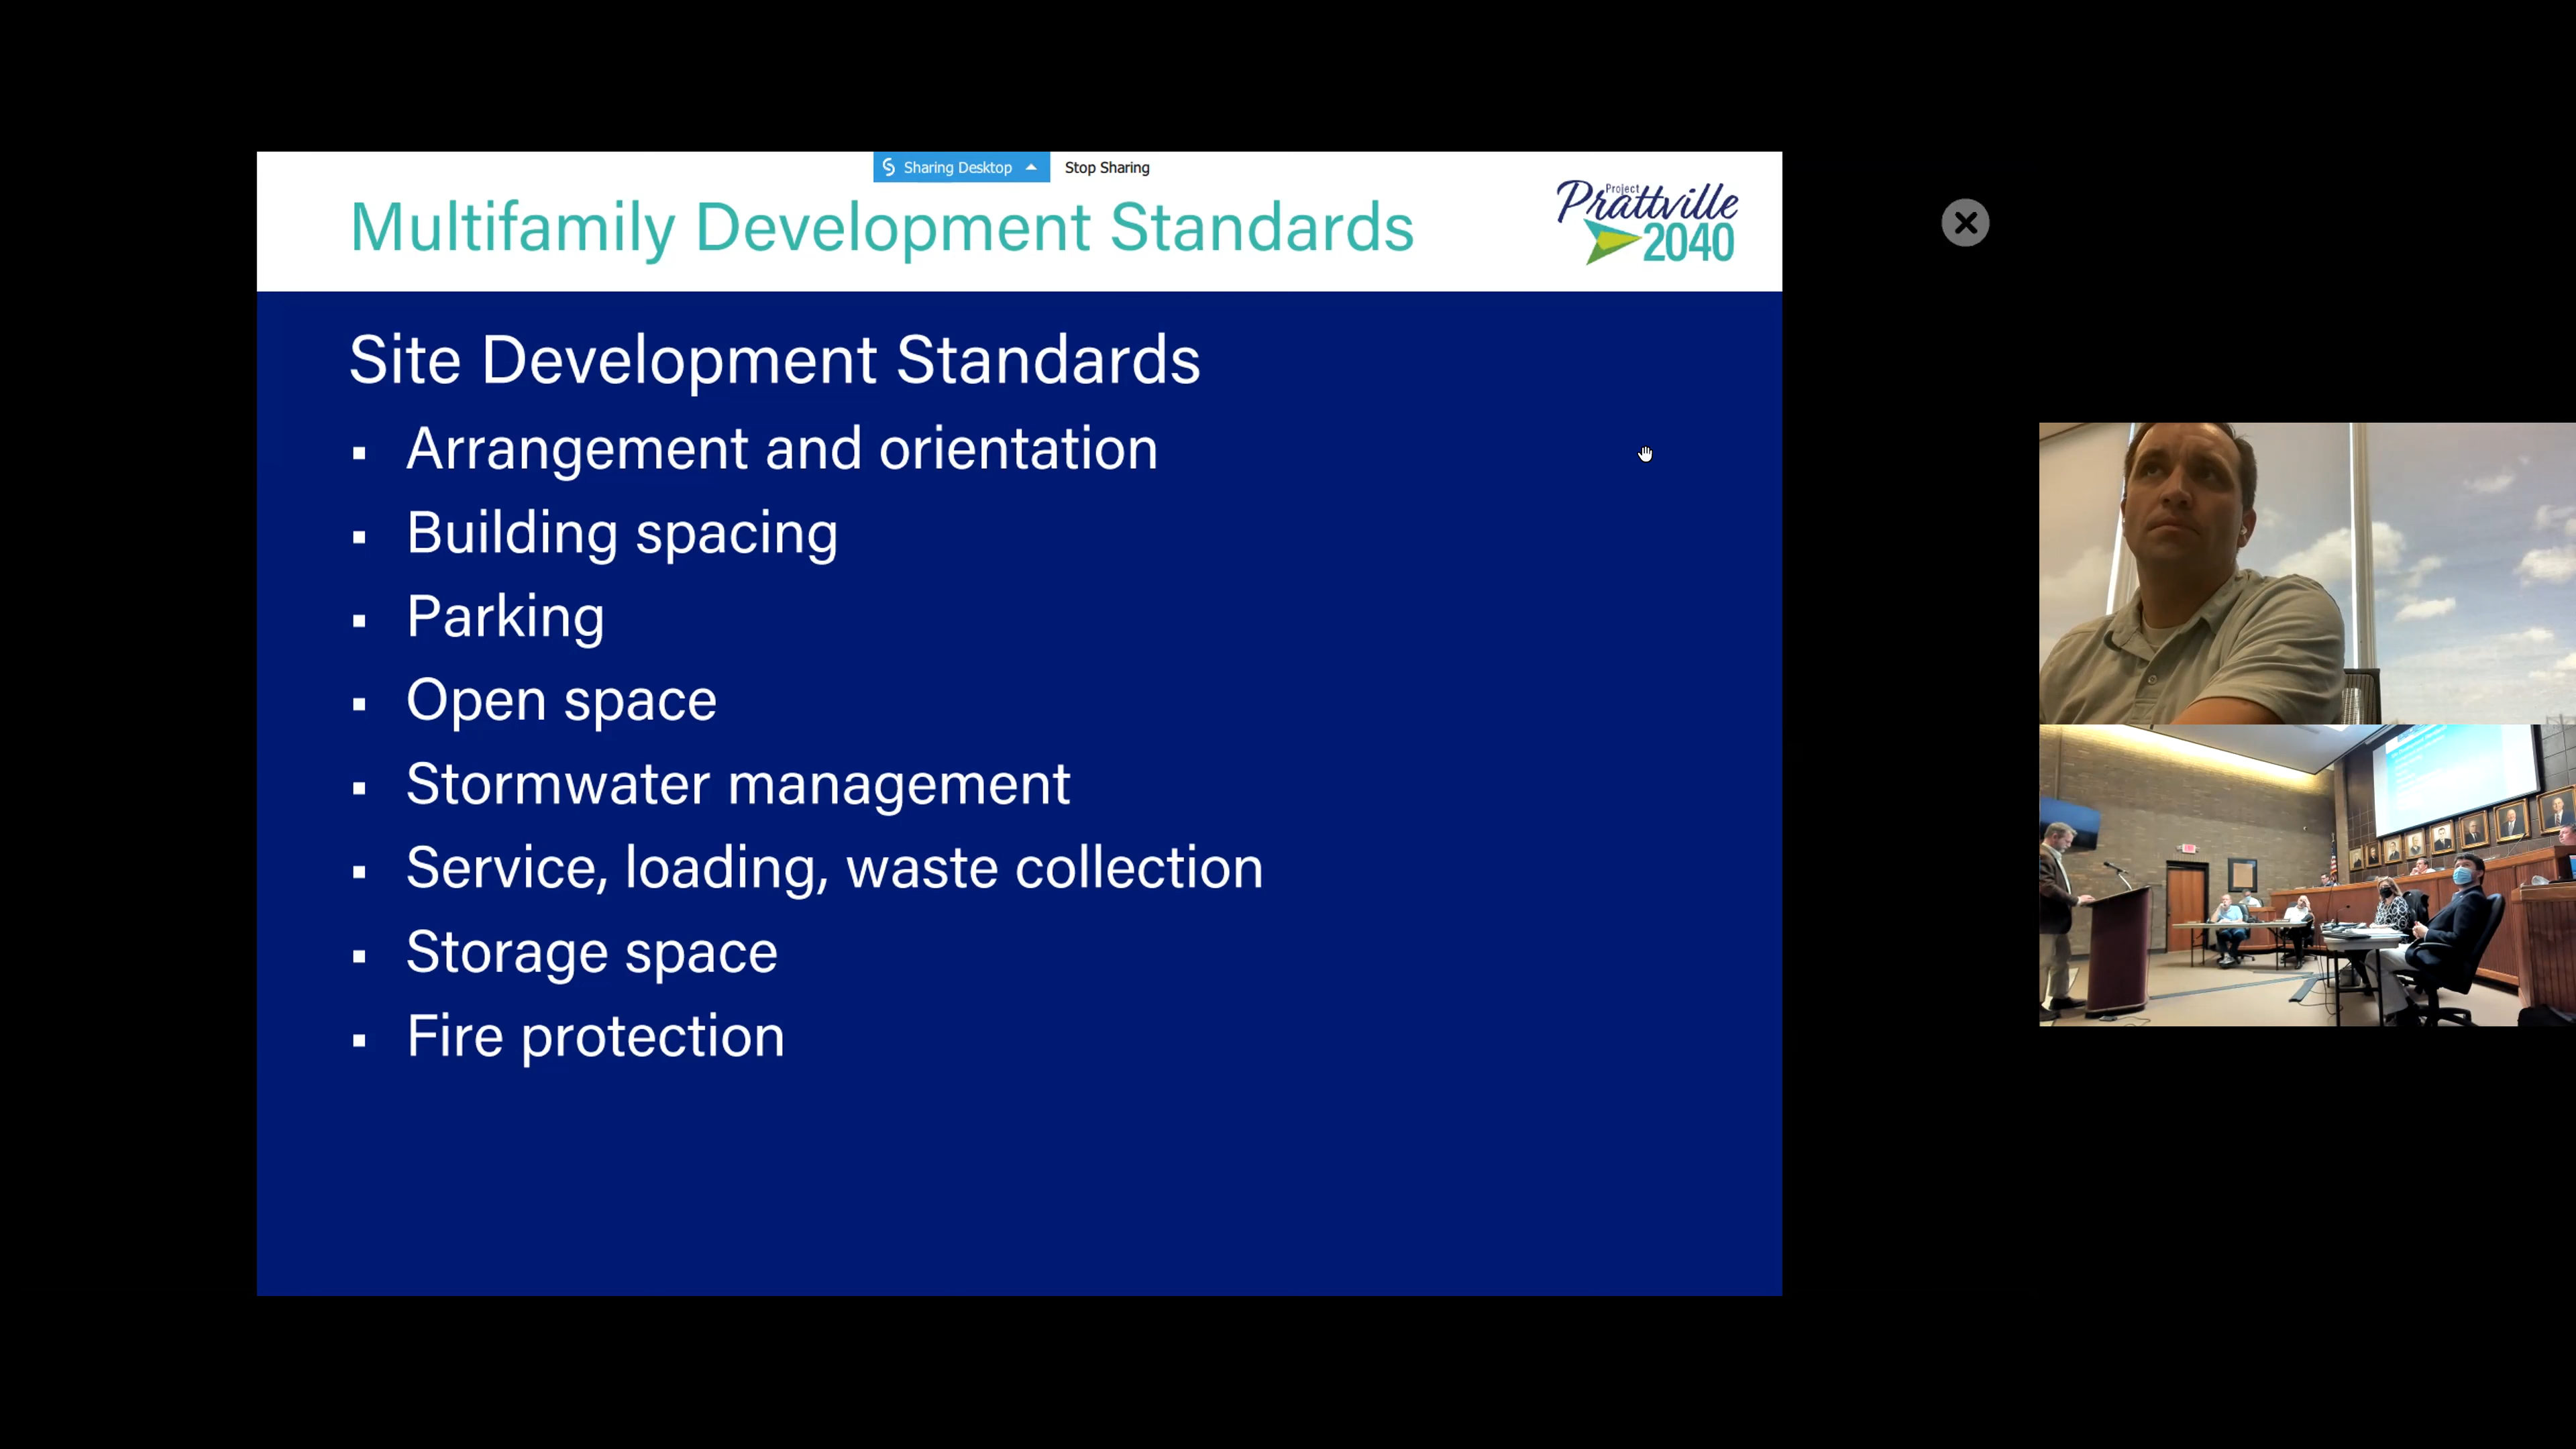 Sharing Desktop Stop Sharing
Multifamily Development Standards
Project
Prattville
2040
Site Development Standards
▪ Arrangement and orientation
▪ Building spacing
▪ Parking
▪ Open space
▪ Stormwater management
▪ Service, loading, waste collection
▪ Storage space
▪ Fire protection